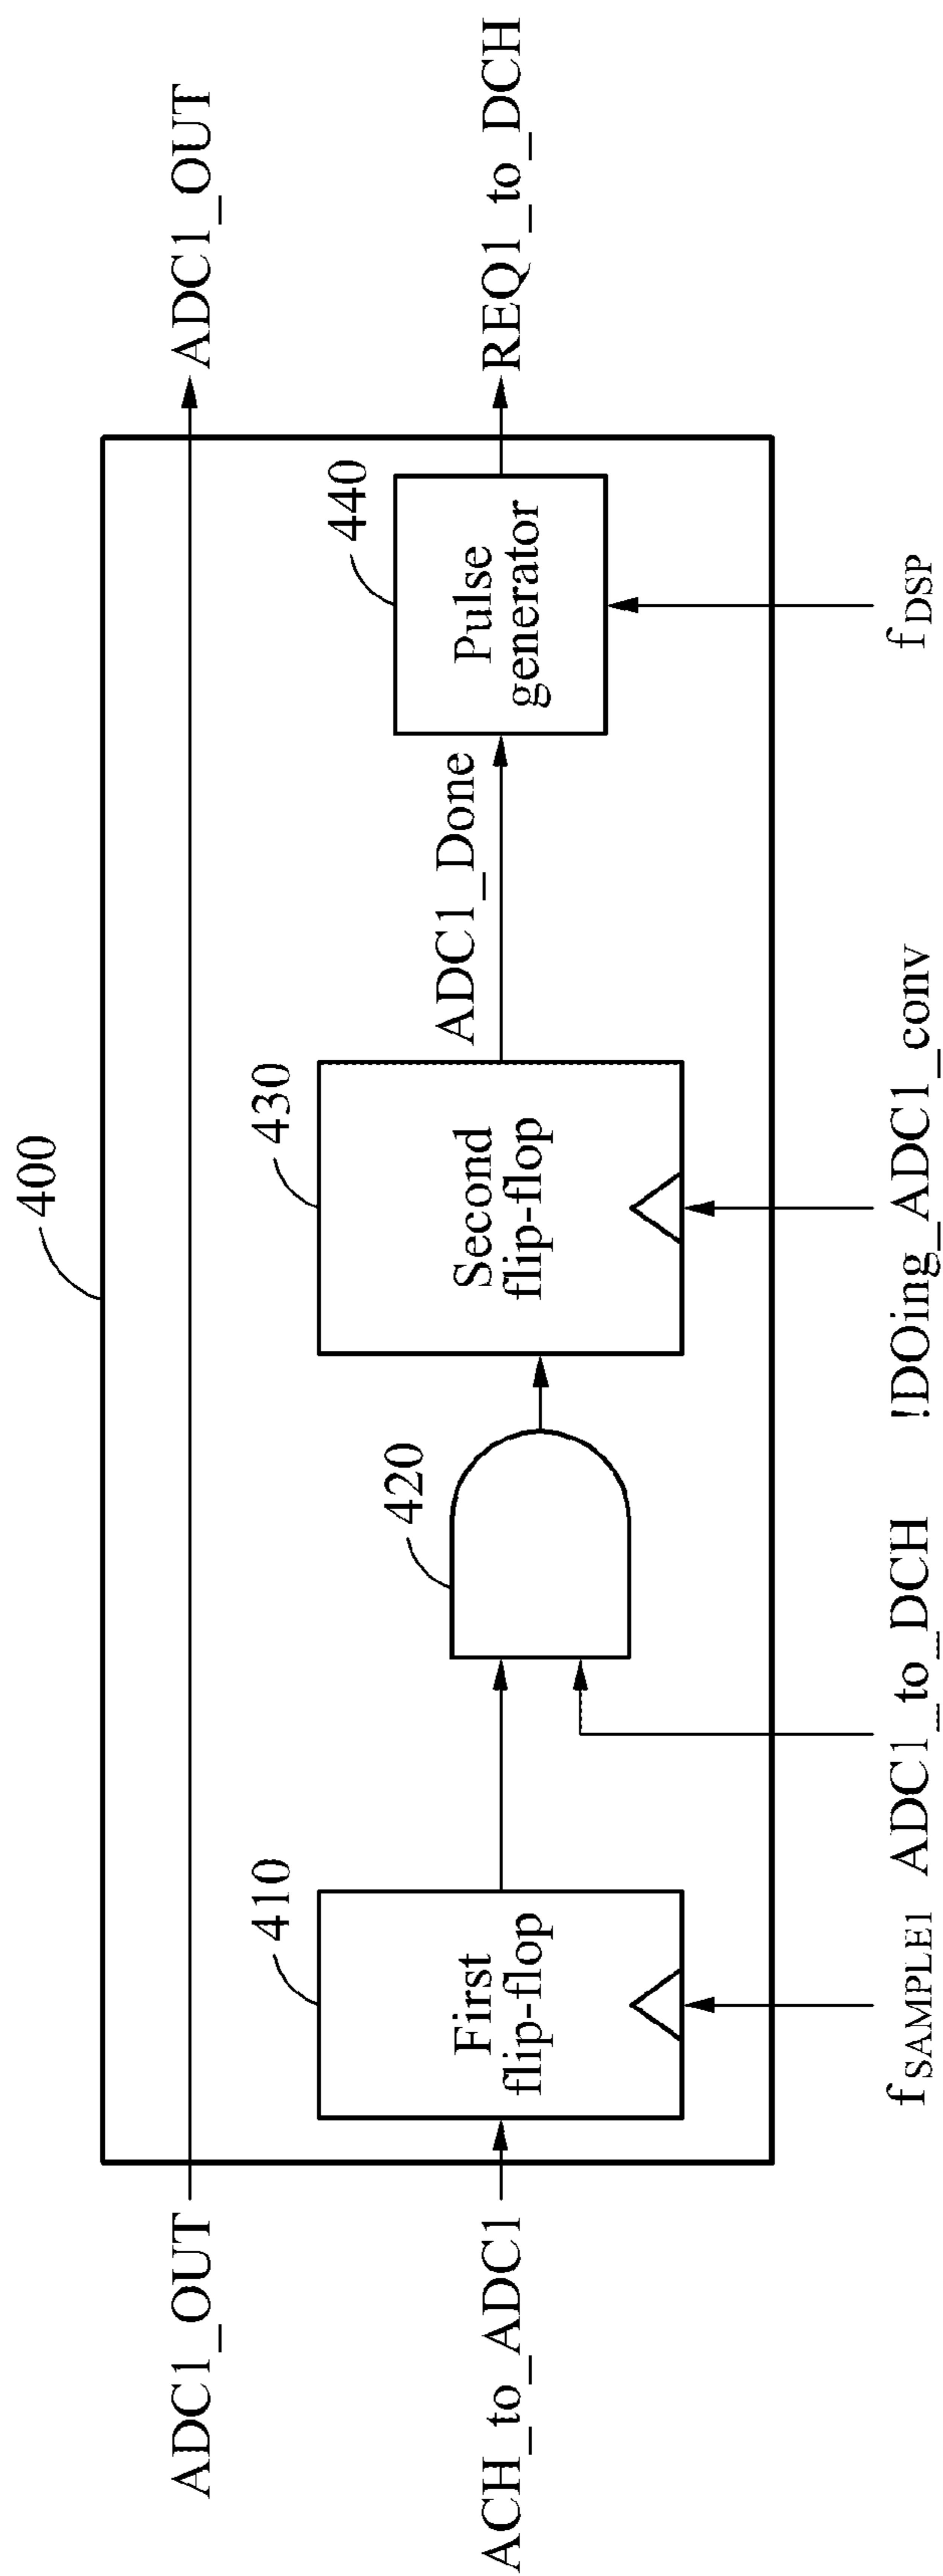 400
ADC1_OUT
ADC1_OUT
410
420
430
440
ACH_to_ADC1
First
flip-flop
Second
flip-flop
ADC1_Done
Pulse
generator
REQ1_to_DCH
fSAMPLE1
ADC1_to_DCH
!DOing_ADC1_conv
fDSP